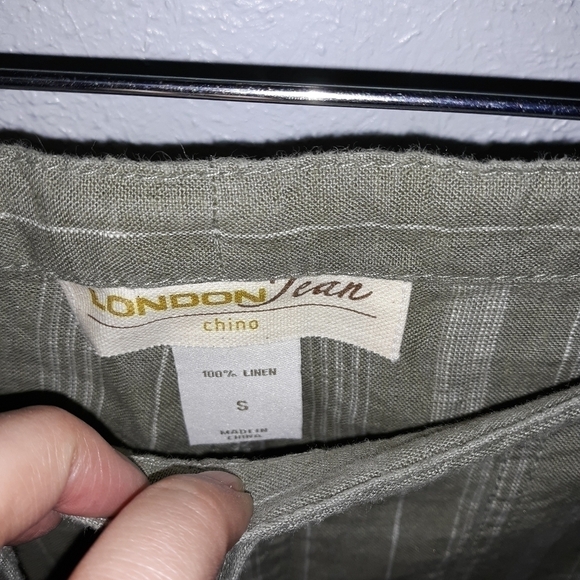 LONDON Jean
chino
100% LINEN
S
MADE IN
CHINA